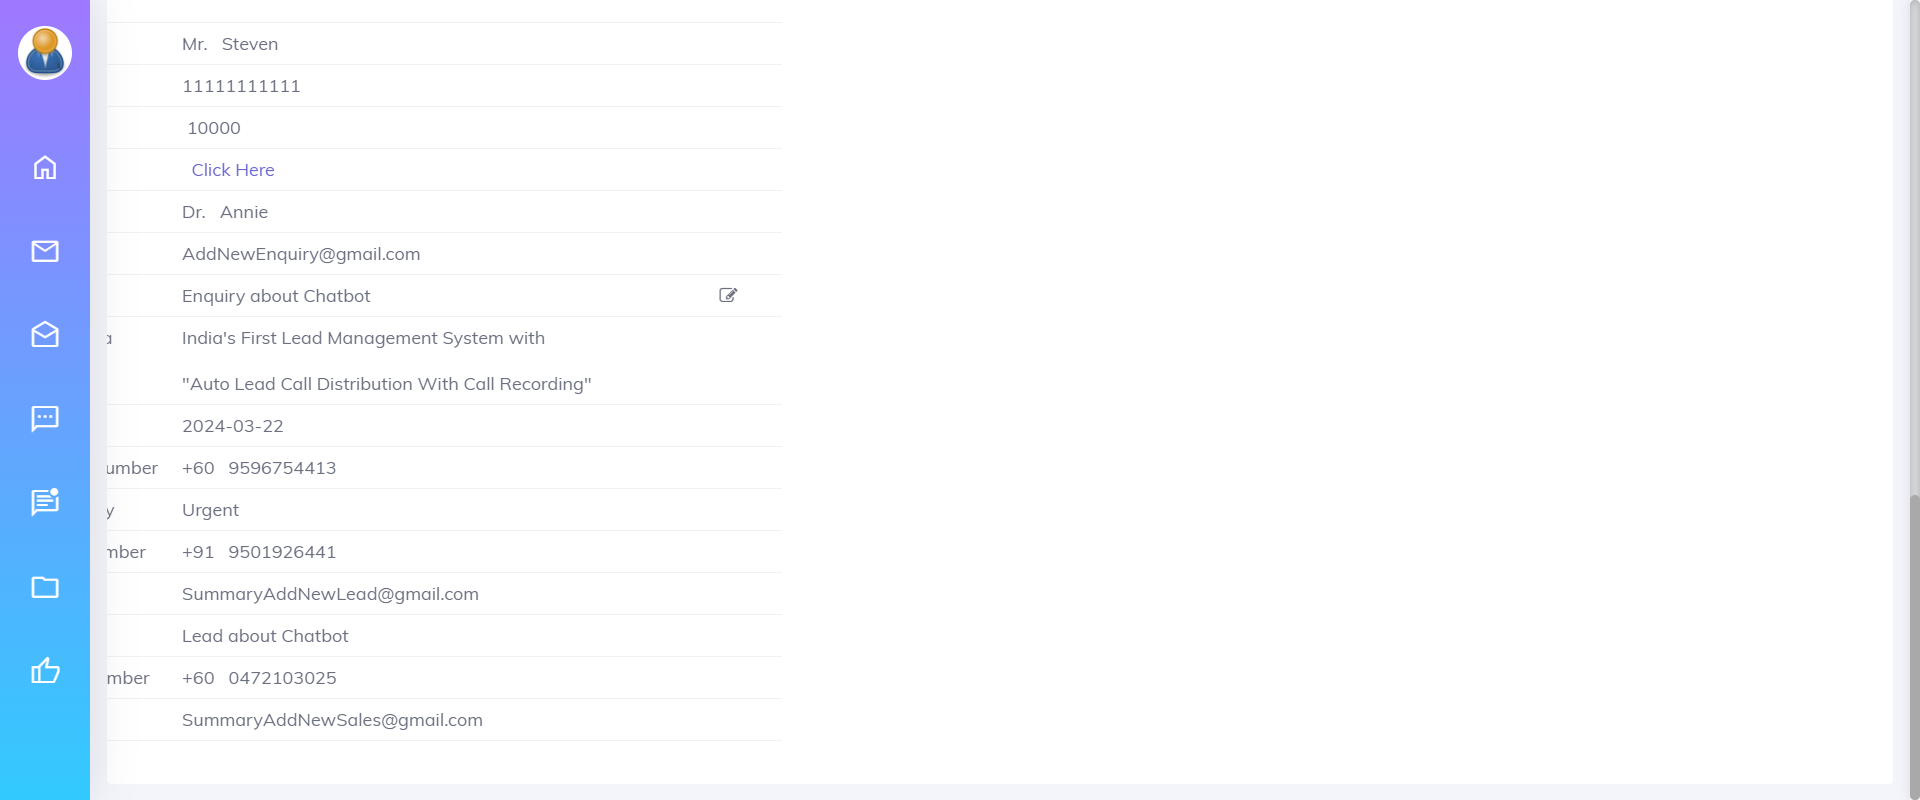 Mr. Steven
11111111111
10000
Click Here
Dr. Annie
AddNewEnquiry@gmail.com
Enquiry about Chatbot
India's First Lead Management System with
"Auto Lead Call Distribution With Call Recording"
2024-03-22
umber +60 9596754413
y Urgent
mber +91 9501926441
SummaryAddNewLead@gmail.com
Lead about Chatbot
mber +60 0472103025
SummaryAddNewSales@gmail.com